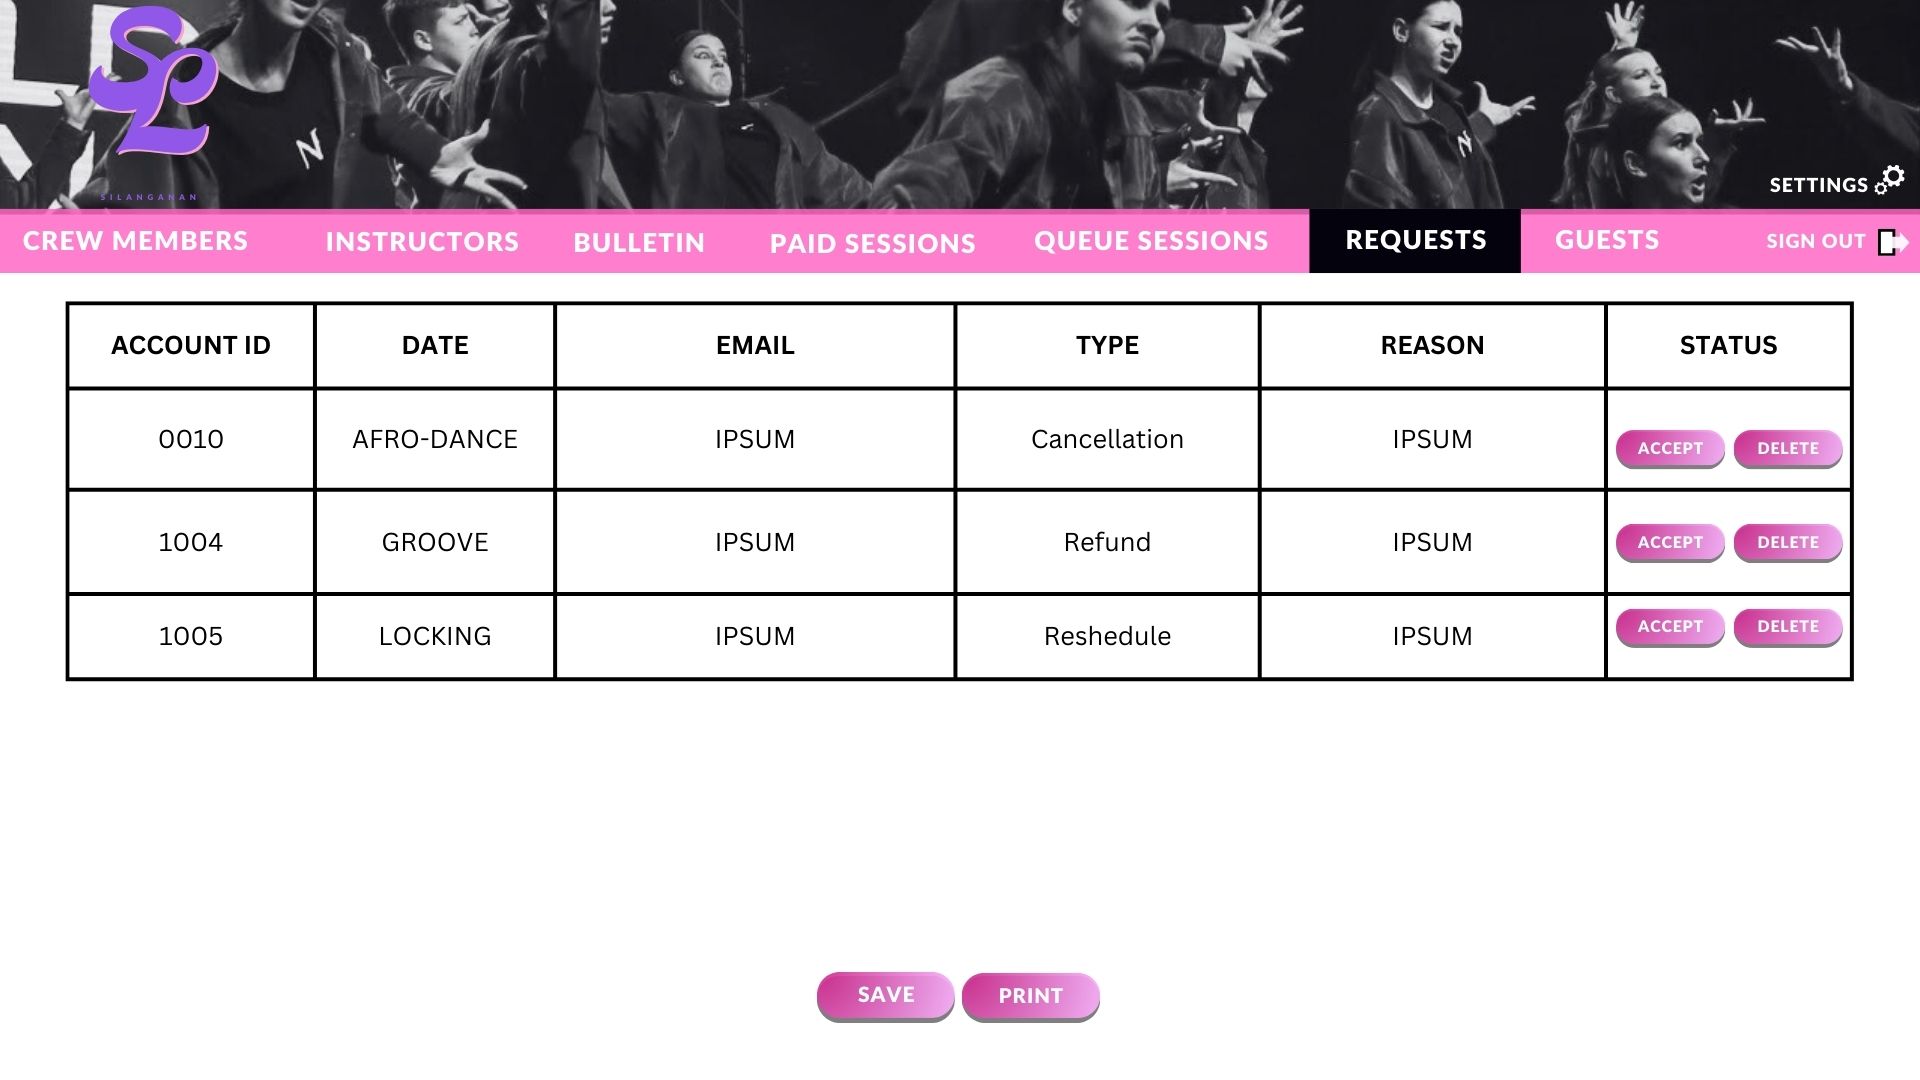 SPL
SILANGANAN
SETTINGS
CREW MEMBERS INSTRUCTORS BULLETIN PAID SESSIONS QUEUE SESSIONS REQUESTS GUESTS SIGN OUT
ACCOUNT ID DATE EMAIL TYPE REASON STATUS
0010 AFRO-DANCE IPSUM Cancellation IPSUM ACCEPT DELETE
1004 GROOVE IPSUM Refund IPSUM ACCEPT DELETE
1005 LOCKING IPSUM Reshedule IPSUM ACCEPT DELETE
SAVE PRINT